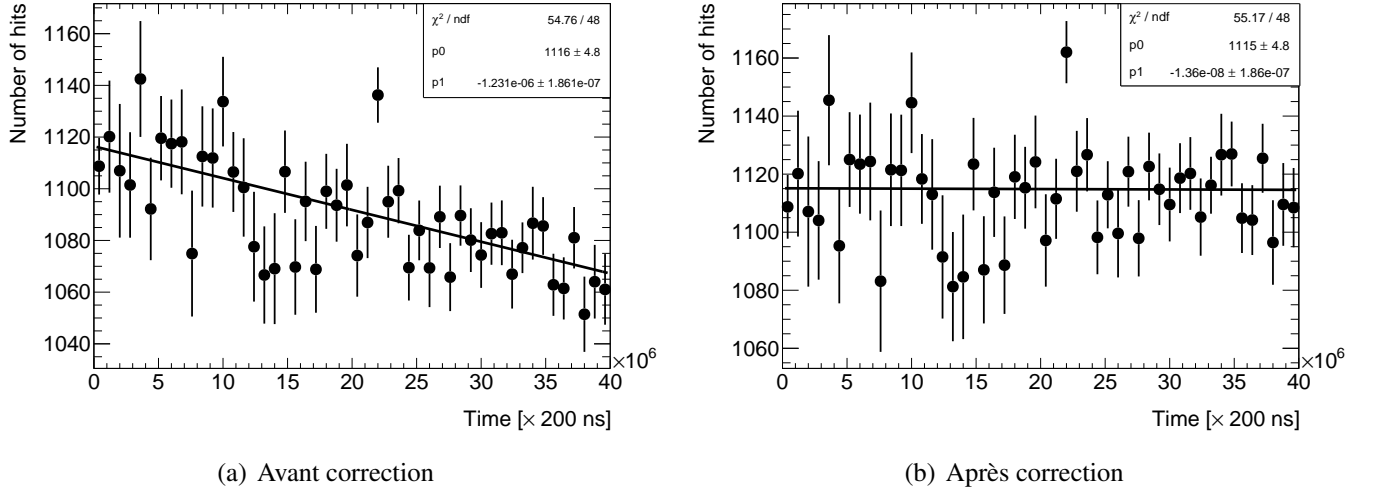 Number of hits
χ² / ndf 54.76 / 48
p0 1116 ± 4.8
p1 -1.231e-06 ± 1.861e-07
1160
1140
1120
1100
1080
1060
1040
0 5 10 15 20 25 30 35 40
×10⁶
Time [× 200 ns]
(a) Avant correction
Number of hits
χ² / ndf 55.17 / 48
p0 1115 ± 4.8
p1 -1.36e-08 ± 1.86e-07
1160
1140
1120
1100
1080
1060
0 5 10 15 20 25 30 35 40
×10⁶
Time [× 200 ns]
(b) Après correction